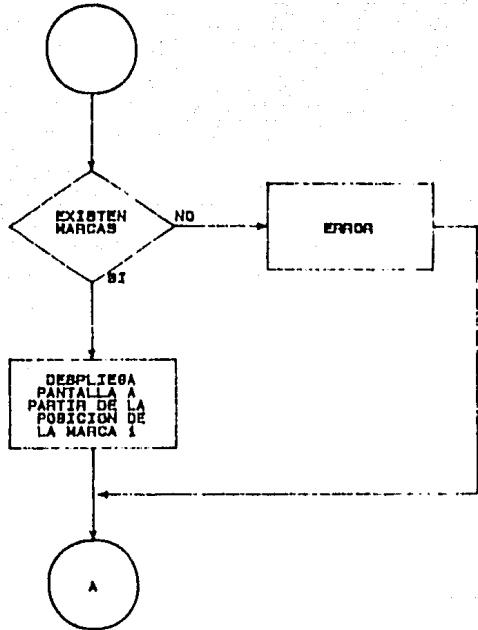 EXISTEN
MARCAS
NO
ERROR
SI
DESPLIEGA
PANTALLA A
PARTIR DE LA
POSICION DE
LA MARCA 1
A